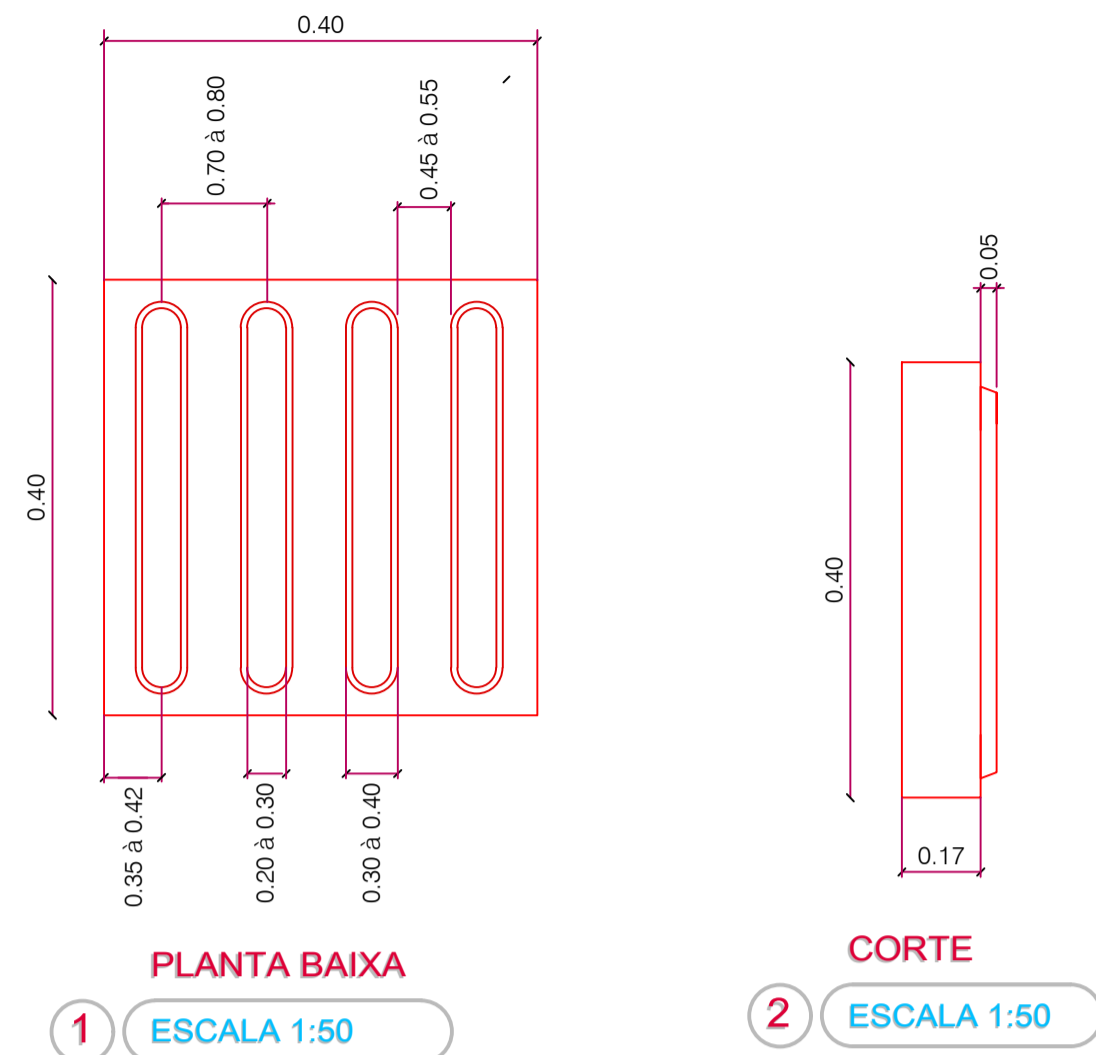 0.40
0.70 à 0.80
0.45 à 0.55
0.40
0.35 à 0.42
0.20 à 0.30
0.30 à 0.40
PLANTA BAIXA
1 ESCALA 1:50
0.05
0.40
0.17
CORTE
2 ESCALA 1:50